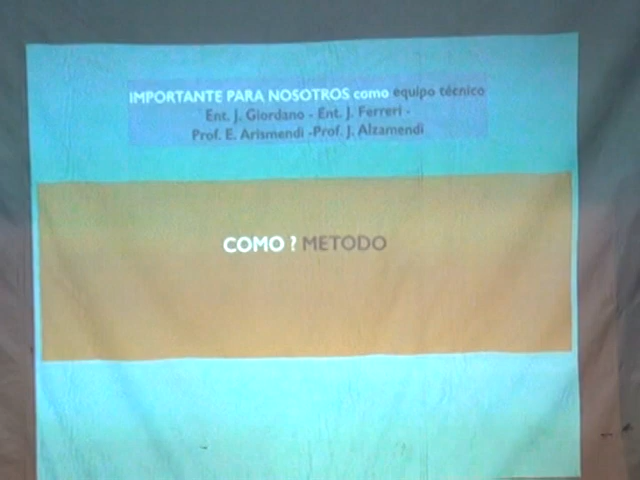 IMPORTANTE PARA NOSOTROS como equipo técnico
Ent. J. Giordano - Ent. J. Ferreri -
Prof. E. Arismendi -Prof. J. Alzamendi
COMO ? METODO